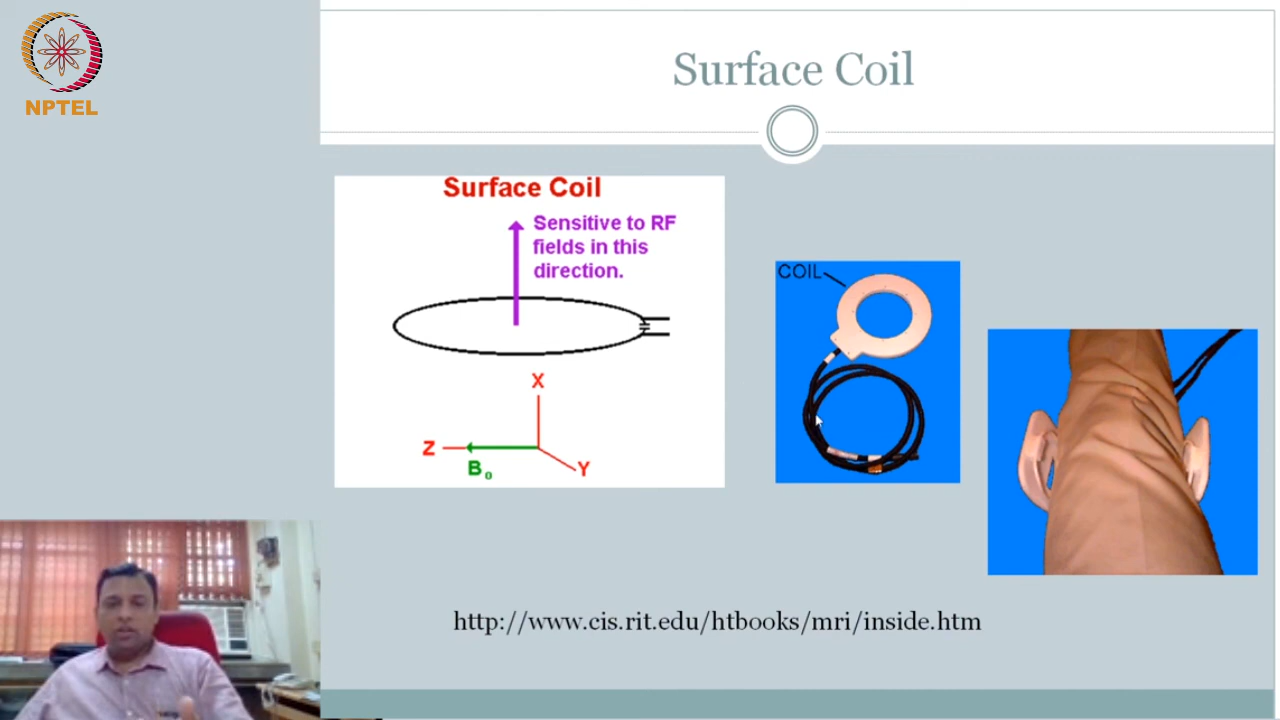 NPTEL
Surface Coil
Surface Coil
Sensitive to RF
fields in this
direction.
X
Z
B₀
Y
COIL
http://www.cis.rit.edu/htbooks/mri/inside.htm